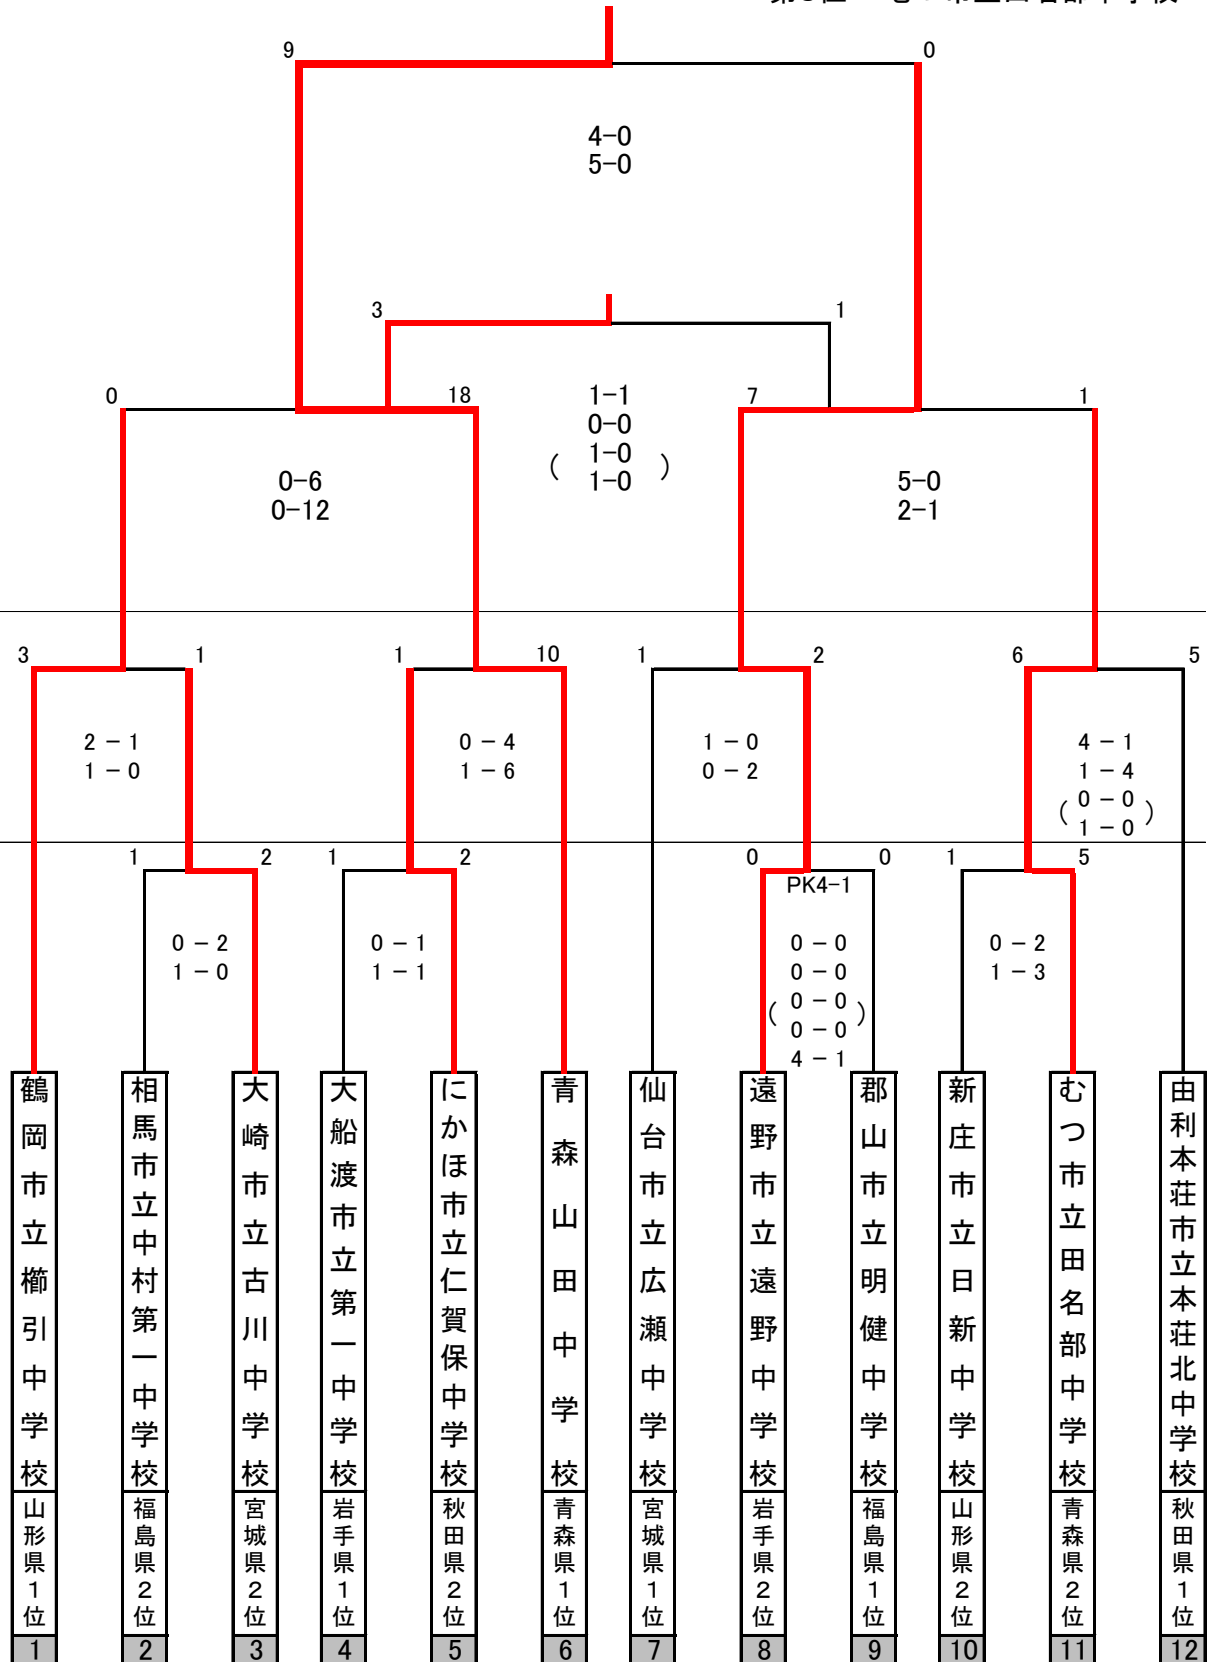 9
0
4-0
5-0
3
1
0
18
1-1
0-0
( 1-0 )
1-0
7
1
0-6
0-12
5-0
2-1
3
1
1
10
1
2
6
5
2 - 1
1 - 0
0 - 4
1 - 6
1 - 0
0 - 2
4 - 1
1 - 4
( 0 - 0 )
1 - 0
1
2
1
2
0
0
1
5
PK4-1
0 - 2
1 - 0
0 - 1
1 - 1
0 - 0
0 - 0
( 0 - 0 )
0 - 0
4 - 1
0 - 2
1 - 3
鶴岡市立櫛引中学校
山形県1位
1
相馬市立中村第一中学校
福島県2位
2
大崎市立古川中学校
宮城県2位
3
大船渡市立第一中学校
岩手県1位
4
にかほ市立仁賀保中学校
秋田県2位
5
青森山田中学校
青森県1位
6
仙台市立広瀬中学校
宮城県1位
7
遠野市立遠野中学校
岩手県2位
8
郡山市立明健中学校
福島県1位
9
新庄市立日新中学校
山形県2位
10
むつ市立田名部中学校
青森県2位
11
由利本荘市立本荘北中学校
秋田県1位
12